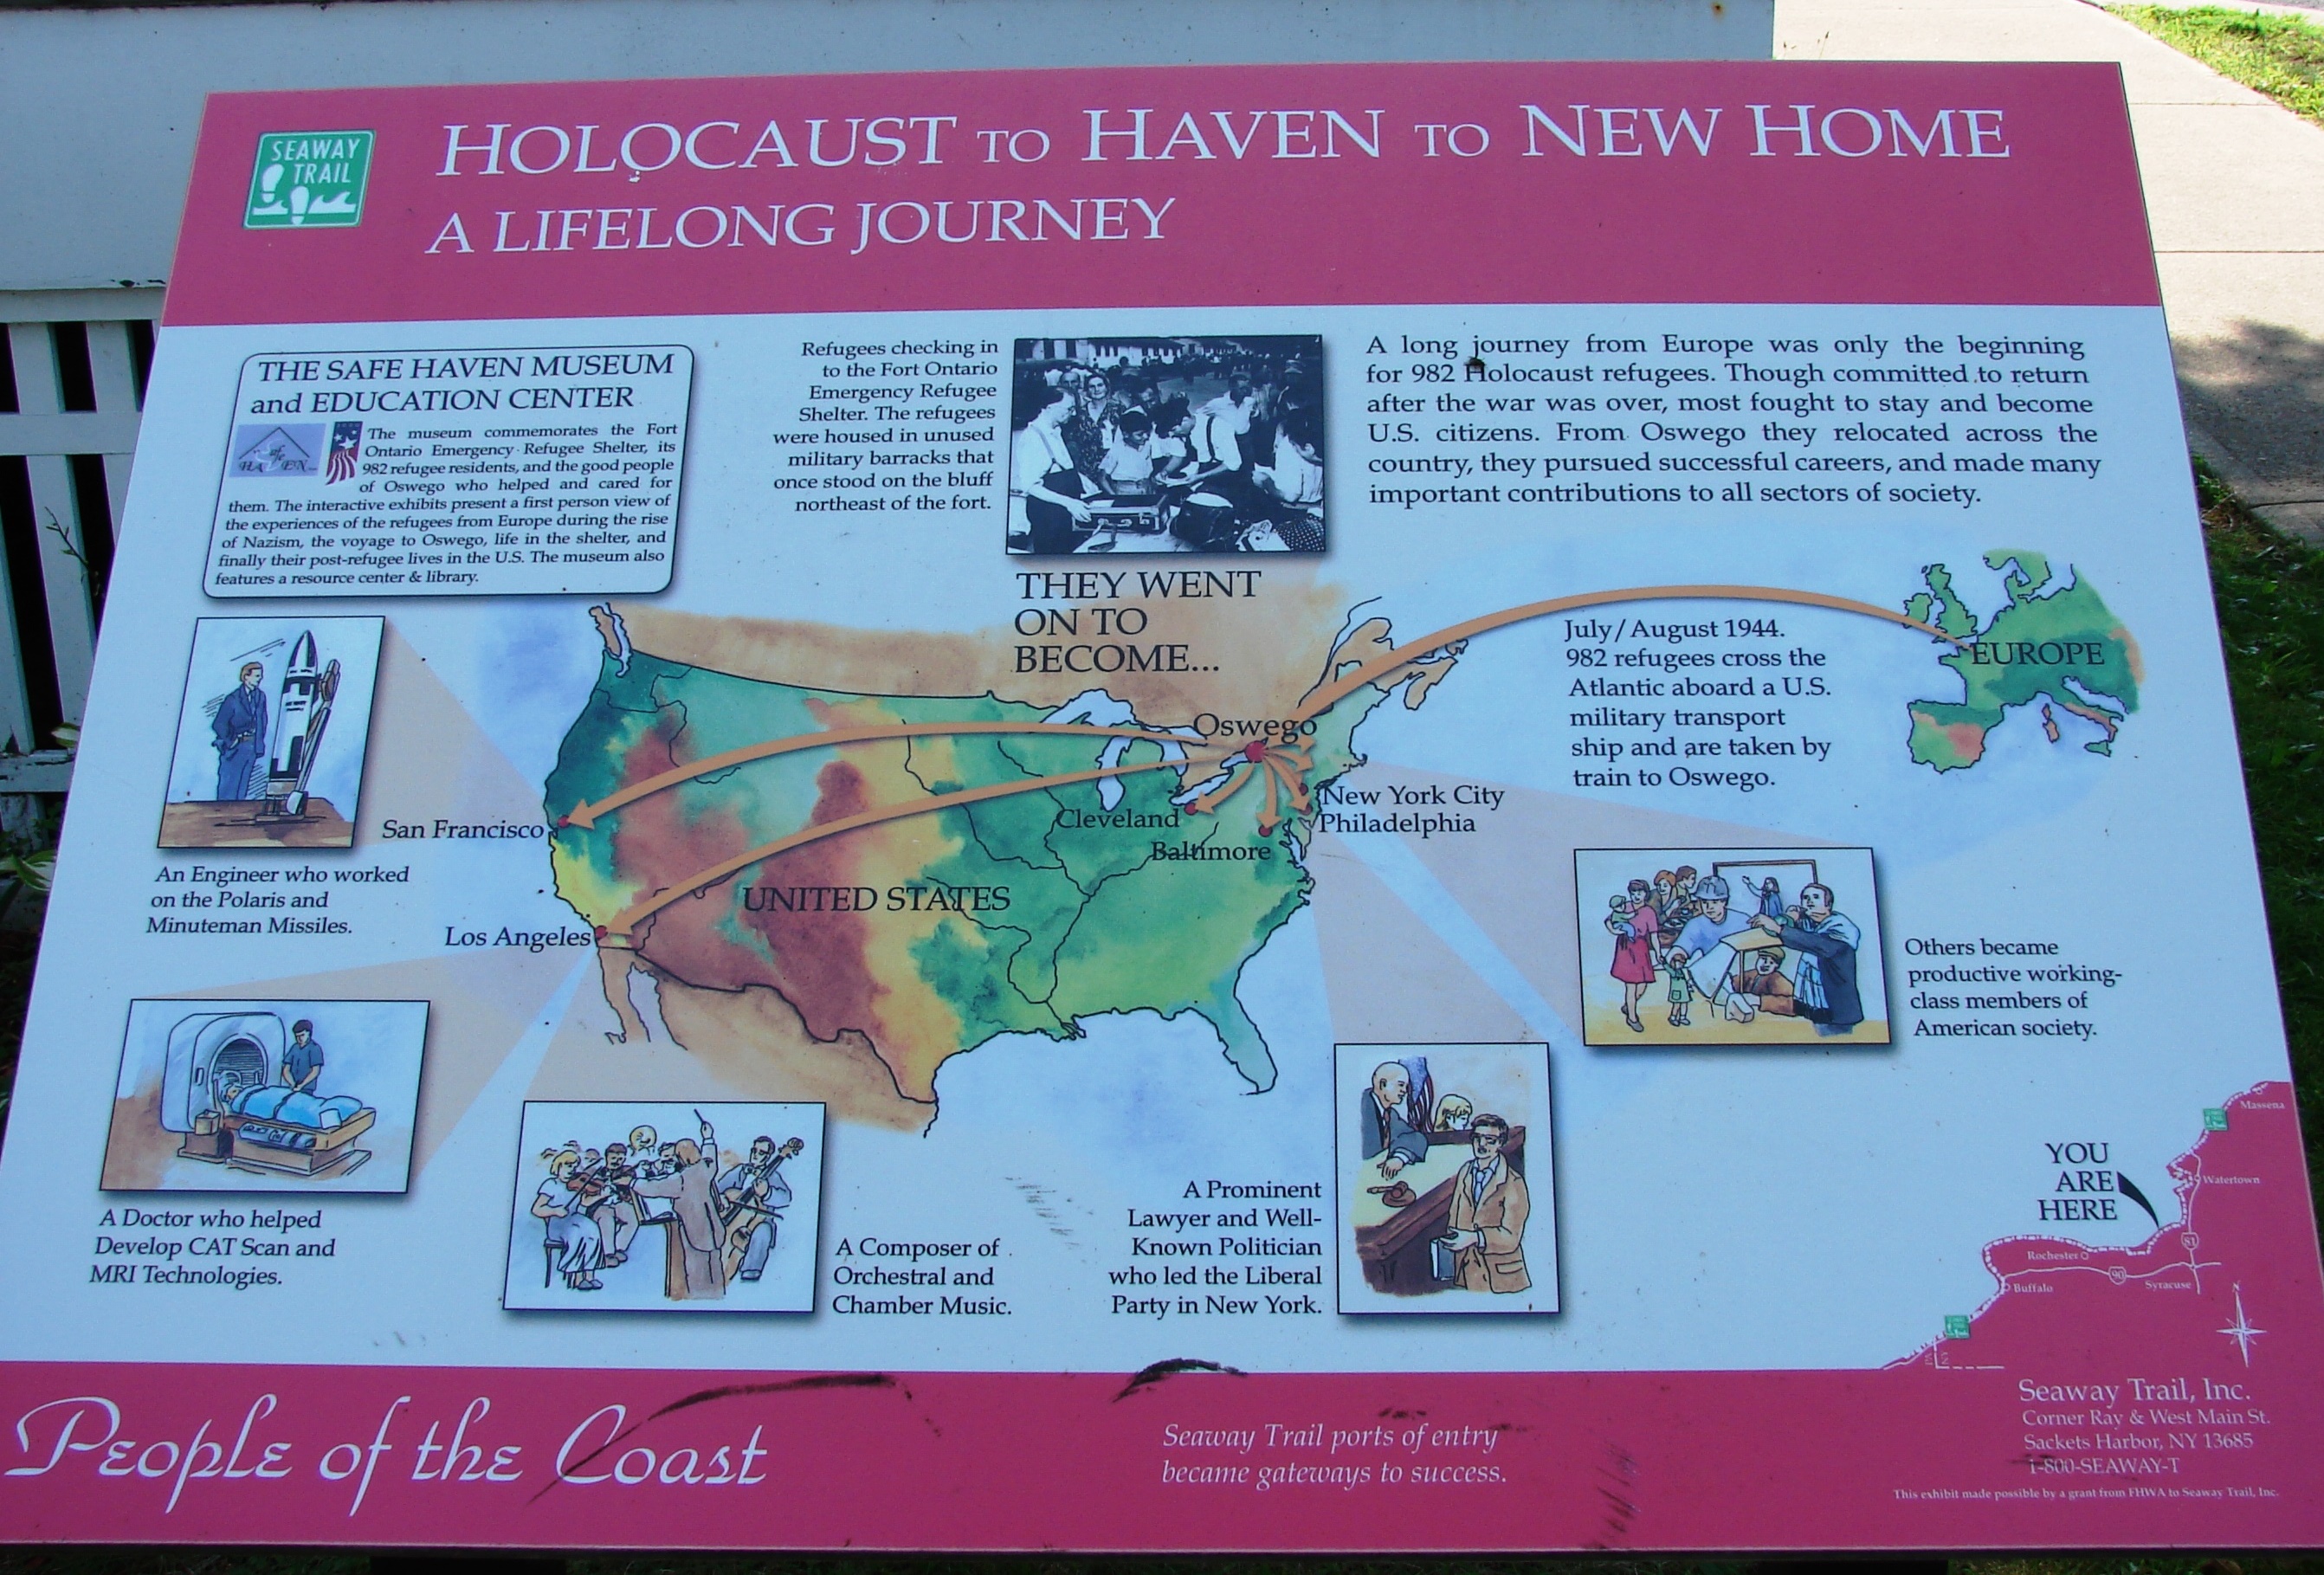 SEAWAY
TRAIL
HOLOCAUST TO HAVEN TO NEW HOME
A LIFELONG JOURNEY
THE SAFE HAVEN MUSEUM
and EDUCATION CENTER
Safe
HAVEN
The museum commemorates the Fort
Ontario Emergency Refugee Shelter, its
982 refugee residents, and the good people
of Oswego who helped and cared for
them. The interactive exhibits present a first person view of
the experiences of the refugees from Europe during the rise
of Nazism, the voyage to Oswego, life in the shelter, and
finally their post-refugee lives in the U.S. The museum also
features a resource center & library.
Refugees checking in
to the Fort Ontario
Emergency Refugee
Shelter. The refugees
were housed in unused
military barracks that
once stood on the bluff
northeast of the fort.
A long journey from Europe was only the beginning
for 982 Holocaust refugees. Though committed to return
after the war was over, most fought to stay and become
U.S. citizens. From Oswego they relocated across the
country, they pursued successful careers, and made many
important contributions to all sectors of society.
THEY WENT
ON TO
BECOME...
July/August 1944.
982 refugees cross the
Atlantic aboard a U.S.
military transport
ship and are taken by
train to Oswego.
EUROPE
Oswego
New York City
Philadelphia
Cleveland
Baltimore
San Francisco
UNITED STATES
Los Angeles
An Engineer who worked
on the Polaris and
Minuteman Missiles.
A Doctor who helped
Develop CAT Scan and
MRI Technologies.
A Composer of
Orchestral and
Chamber Music.
A Prominent
Lawyer and Well-
Known Politician
who led the Liberal
Party in New York.
Others became
productive working-
class members of
American society.
YOU
ARE
HERE
Massena
Watertown
81
Rochester
90
Syracuse
Buffalo
N
PA
NY
People of the Coast
Seaway Trail ports of entry
became gateways to success.
Seaway Trail, Inc.
Corner Ray & West Main St.
Sackets Harbor, NY 13685
1-800-SEAWAY-T
This exhibit made possible by a grant from FHWA to Seaway Trail, Inc.